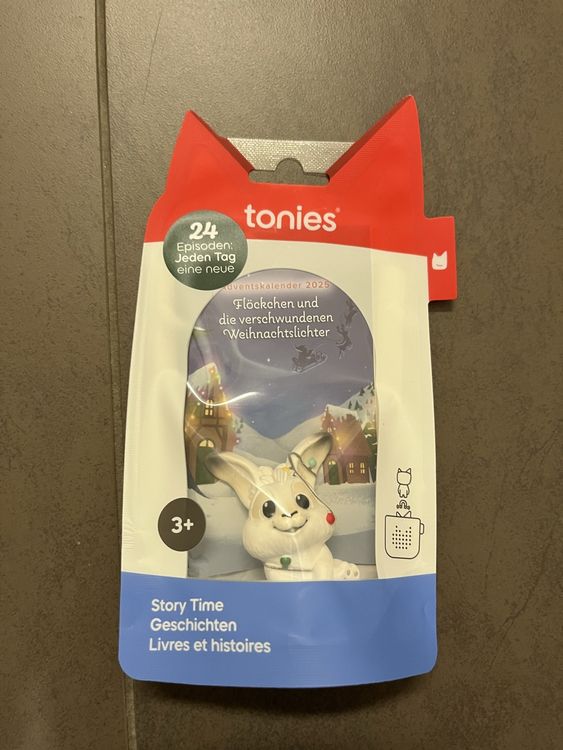 tonies®
24
Episoden:
Jeden Tag
eine neue
Adventskalender 2025
Flöckchen und
die verschwundenen
Weihnachtslichter
3+
Story Time
Geschichten
Livres et histoires